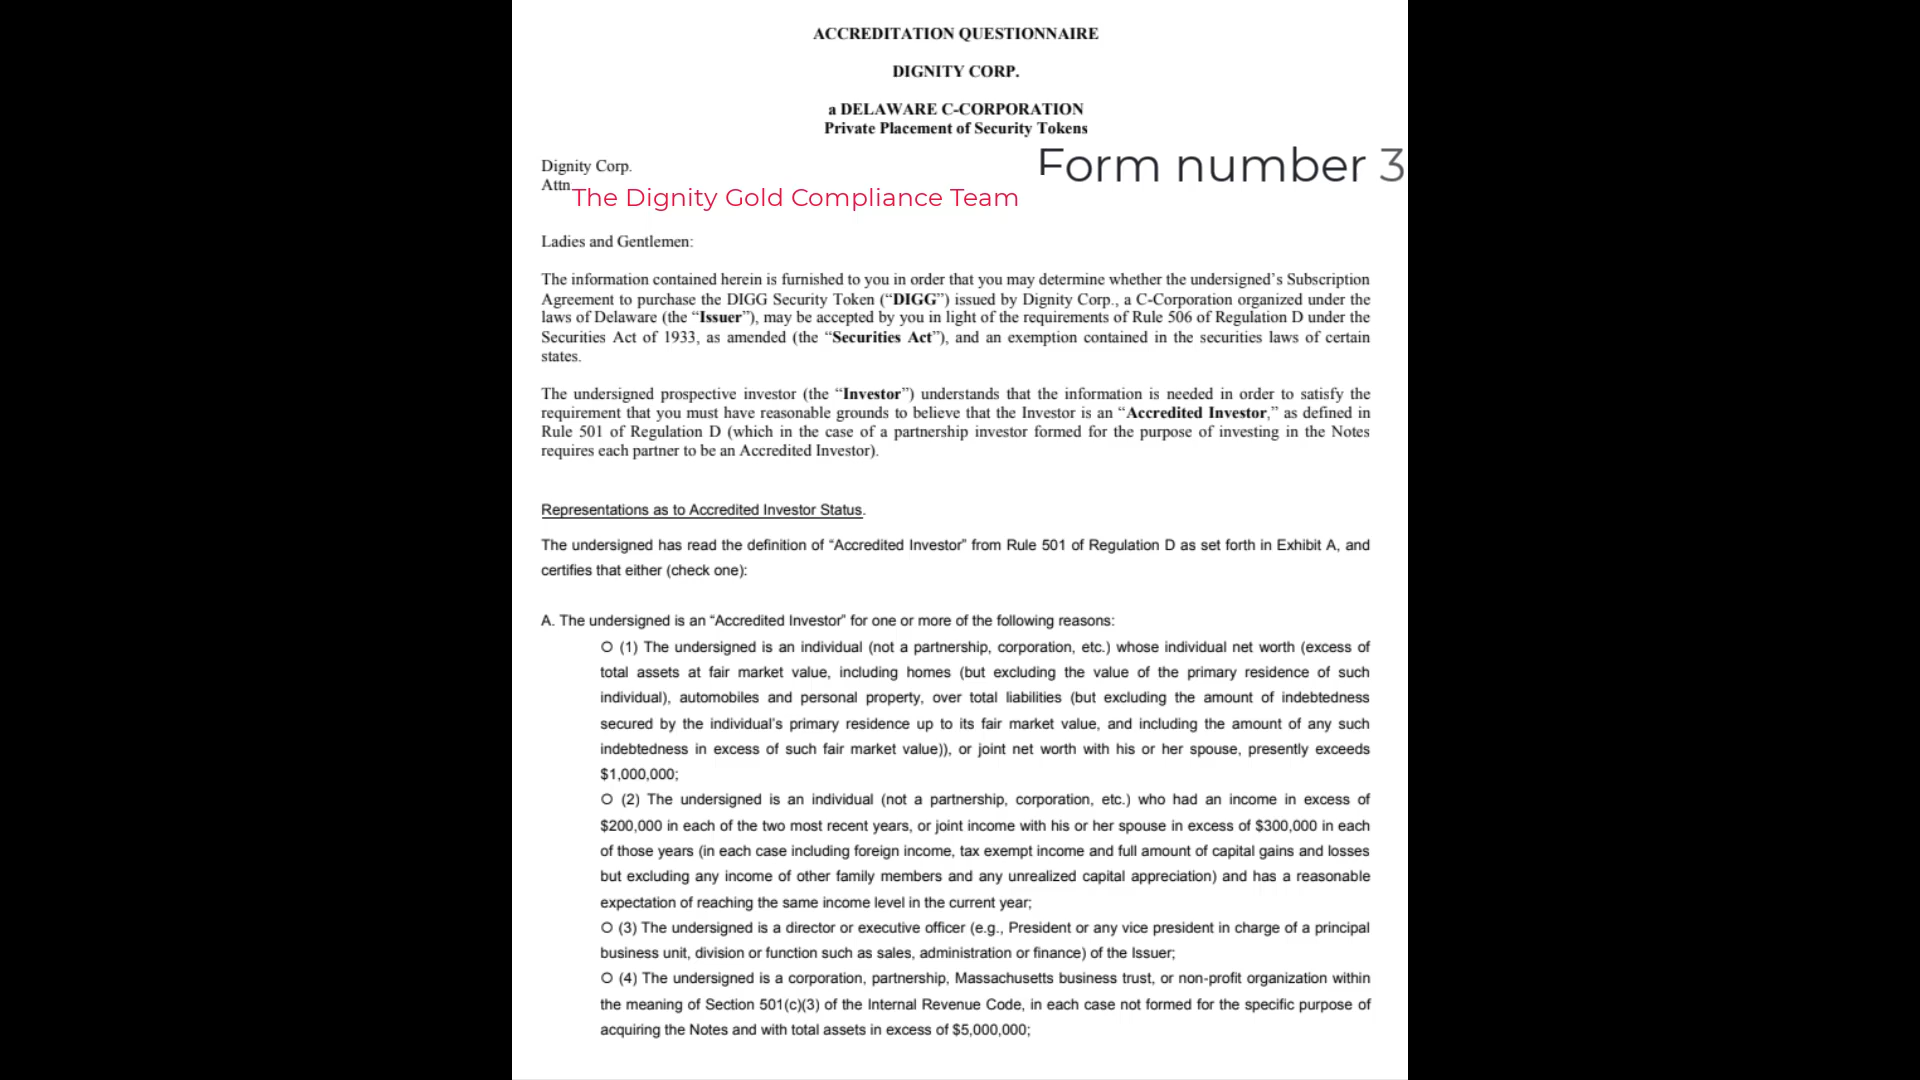 ACCREDITATION QUESTIONNAIRE
DIGNITY CORP.
a DELAWARE C-CORPORATION
Private Placement of Security Tokens
Form number 3
Dignity Corp.
Attn
The Dignity Gold Compliance Team
Ladies and Gentlemen:
The information contained herein is furnished to you in order that you may determine whether the undersigned's Subscription
Agreement to purchase the DIGG Security Token (“DIGG”) issued by Dignity Corp., a C-Corporation organized under the
laws of Delaware (the “Issuer”), may be accepted by you in light of the requirements of Rule 506 of Regulation D under the
Securities Act of 1933, as amended (the “Securities Act”), and an exemption contained in the securities laws of certain
states.
The undersigned prospective investor (the “Investor”) understands that the information is needed in order to satisfy the
requirement that you must have reasonable grounds to believe that the Investor is an “Accredited Investor,” as defined in
Rule 501 of Regulation D (which in the case of a partnership investor formed for the purpose of investing in the Notes
requires each partner to be an Accredited Investor).
Representations as to Accredited Investor Status.
The undersigned has read the definition of “Accredited Investor” from Rule 501 of Regulation D as set forth in Exhibit A, and
certifies that either (check one):
A. The undersigned is an “Accredited Investor” for one or more of the following reasons:
O (1) The undersigned is an individual (not a partnership, corporation, etc.) whose individual net worth (excess of
total assets at fair market value, including homes (but excluding the value of the primary residence of such
individual), automobiles and personal property, over total liabilities (but excluding the amount of indebtedness
secured by the individual's primary residence up to its fair market value, and including the amount of any such
indebtedness in excess of such fair market value)), or joint net worth with his or her spouse, presently exceeds
$1,000,000;
O (2) The undersigned is an individual (not a partnership, corporation, etc.) who had an income in excess of
$200,000 in each of the two most recent years, or joint income with his or her spouse in excess of $300,000 in each
of those years (in each case including foreign income, tax exempt income and full amount of capital gains and losses
but excluding any income of other family members and any unrealized capital appreciation) and has a reasonable
expectation of reaching the same income level in the current year;
O (3) The undersigned is a director or executive officer (e.g., President or any vice president in charge of a principal
business unit, division or function such as sales, administration or finance) of the Issuer;
O (4) The undersigned is a corporation, partnership, Massachusetts business trust, or non-profit organization within
the meaning of Section 501(c)(3) of the Internal Revenue Code, in each case not formed for the specific purpose of
acquiring the Notes and with total assets in excess of $5,000,000;